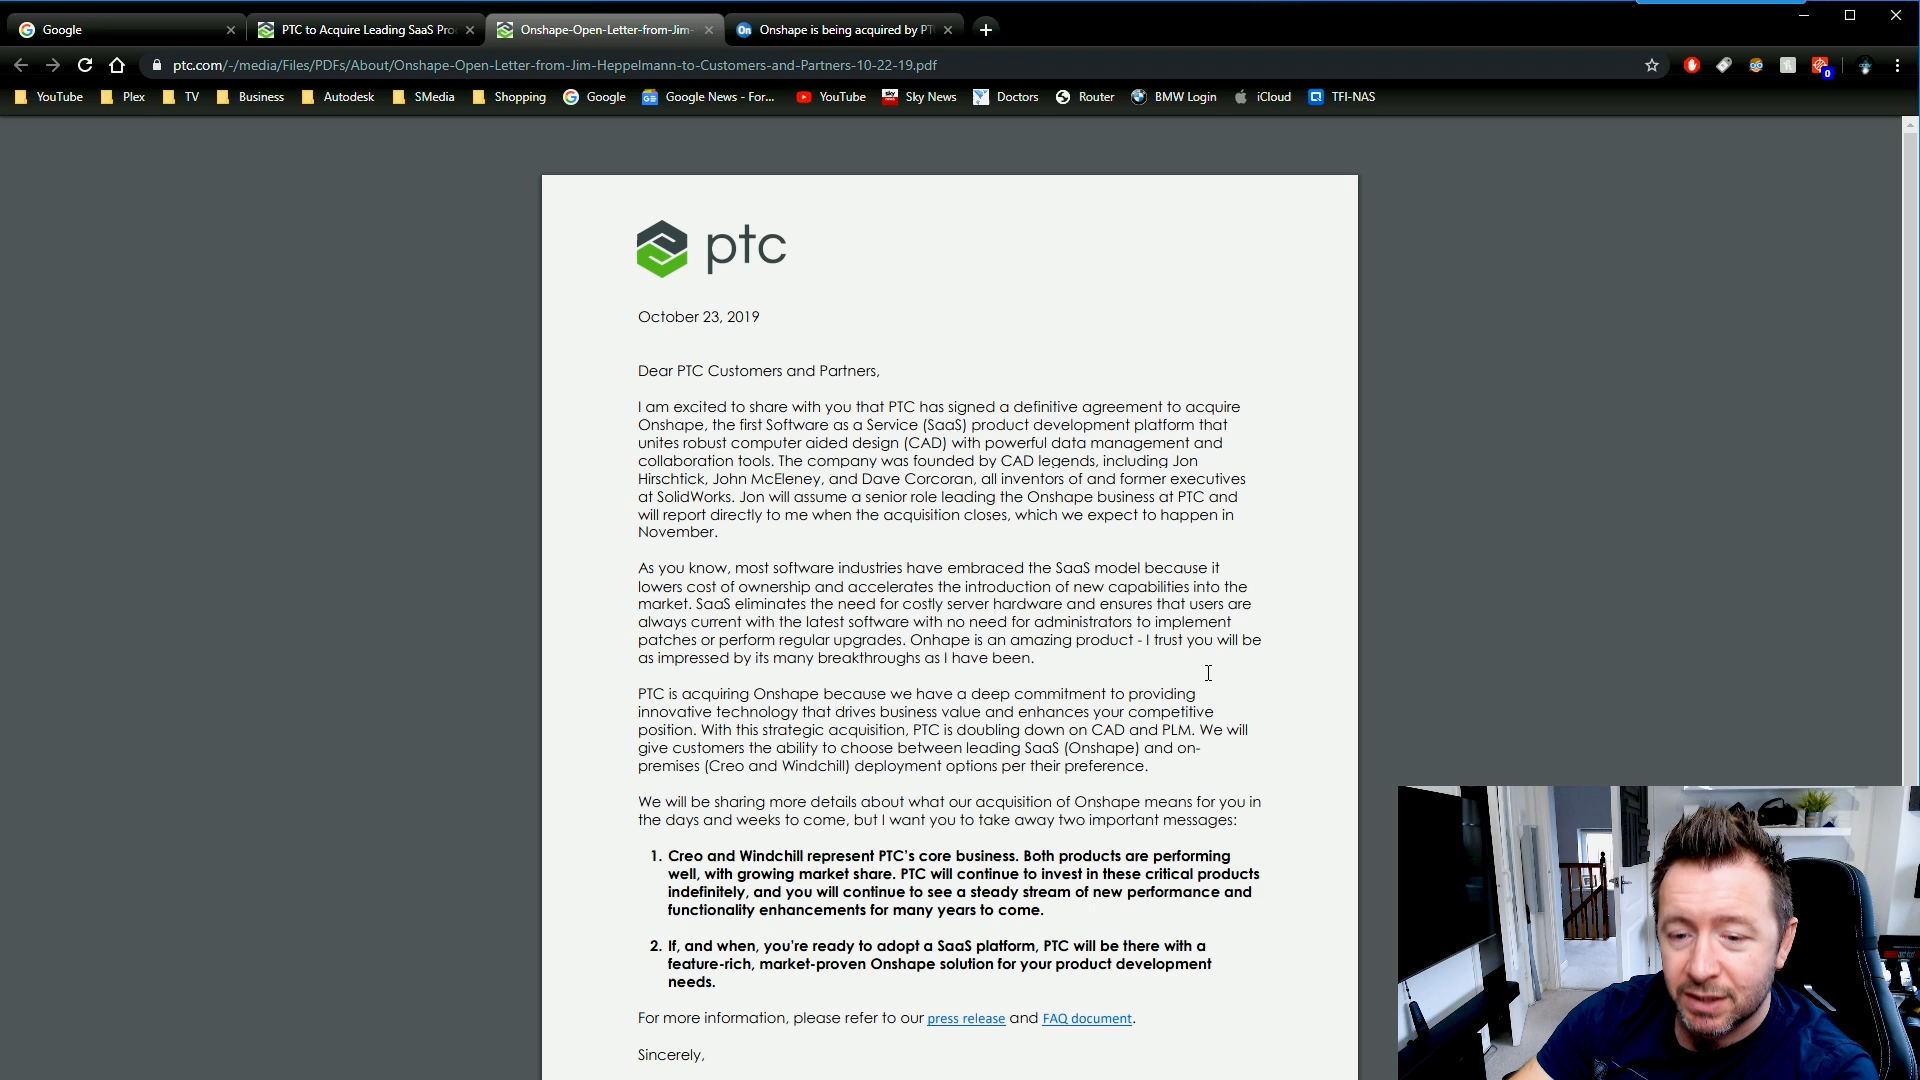 Google
PTC to Acquire Leading SaaS Pro
Onshape-Open-Letter-from-Jim-
On
Onshape is being acquired by PT
ptc.com/-/media/Files/PDFs/About/Onshape-Open-Letter-from-Jim-Heppelmann-to-Customers-and-Partners-10-22-19.pdf
0
YouTube
Plex
TV
Business
Autodesk
SMedia
Shopping
Google
Google News - For...
YouTube
Sky News
Doctors
Router
BMW Login
iCloud
TFI-NAS
ptc
October 23, 2019
Dear PTC Customers and Partners,
I am excited to share with you that PTC has signed a definitive agreement to acquire
Onshape, the first Software as a Service (SaaS) product development platform that
unites robust computer aided design (CAD) with powerful data management and
collaboration tools. The company was founded by CAD legends, including Jon
Hirschtick, John McEleney, and Dave Corcoran, all inventors of and former executives
at SolidWorks. Jon will assume a senior role leading the Onshape business at PTC and
will report directly to me when the acquisition closes, which we expect to happen in
November.
As you know, most software industries have embraced the SaaS model because it
lowers cost of ownership and accelerates the introduction of new capabilities into the
market. SaaS eliminates the need for costly server hardware and ensures that users are
always current with the latest software with no need for administrators to implement
patches or perform regular upgrades. Onhape is an amazing product - I trust you will be
as impressed by its many breakthroughs as I have been.
PTC is acquiring Onshape because we have a deep commitment to providing
innovative technology that drives business value and enhances your competitive
position. With this strategic acquisition, PTC is doubling down on CAD and PLM. We will
give customers the ability to choose between leading SaaS (Onshape) and on-
premises (Creo and Windchill) deployment options per their preference.
We will be sharing more details about what our acquisition of Onshape means for you in
the days and weeks to come, but I want you to take away two important messages:
1. Creo and Windchill represent PTC's core business. Both products are performing
well, with growing market share. PTC will continue to invest in these critical products
indefinitely, and you will continue to see a steady stream of new performance and
functionality enhancements for many years to come.
2. If, and when, you're ready to adopt a SaaS platform, PTC will be there with a
feature-rich, market-proven Onshape solution for your product development
needs.
For more information, please refer to our press release and FAQ document.
Sincerely,